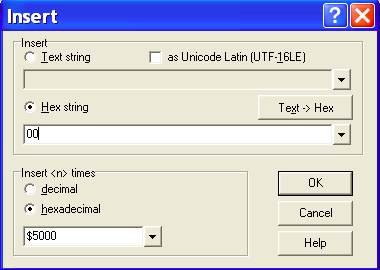 Insert
Insert
Text string
as Unicode Latin (UTF-16LE)
Hex string
Text -> Hex
00
Insert <n> times
decimal
hexadecimal
$5000
OK
Cancel
Help